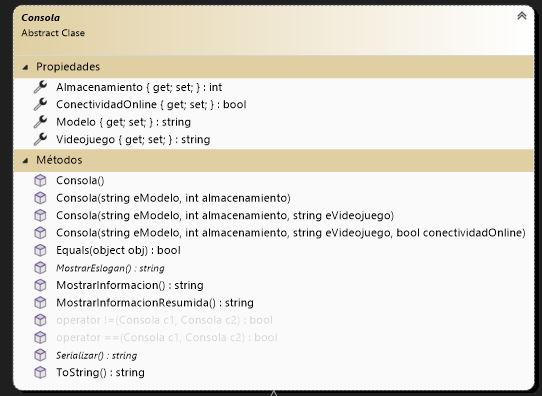 Consola
Abstract Clase
Propiedades
Almacenamiento { get; set; } : int
ConectividadOnline { get; set; } : bool
Modelo { get; set; } : string
Videojuego { get; set; } : string
Métodos
Consola()
Consola(string eModelo, int almacenamiento)
Consola(string eModelo, int almacenamiento, string eVideojuego)
Consola(string eModelo, int almacenamiento, string eVideojuego, bool conectividadOnline)
Equals(object obj) : bool
MostrarEslogan() : string
MostrarInformacion() : string
MostrarInformacionResumida() : string
operator !=(Consola c1, Consola c2) : bool
operator ==(Consola c1, Consola c2) : bool
Serializar() : string
ToString() : string